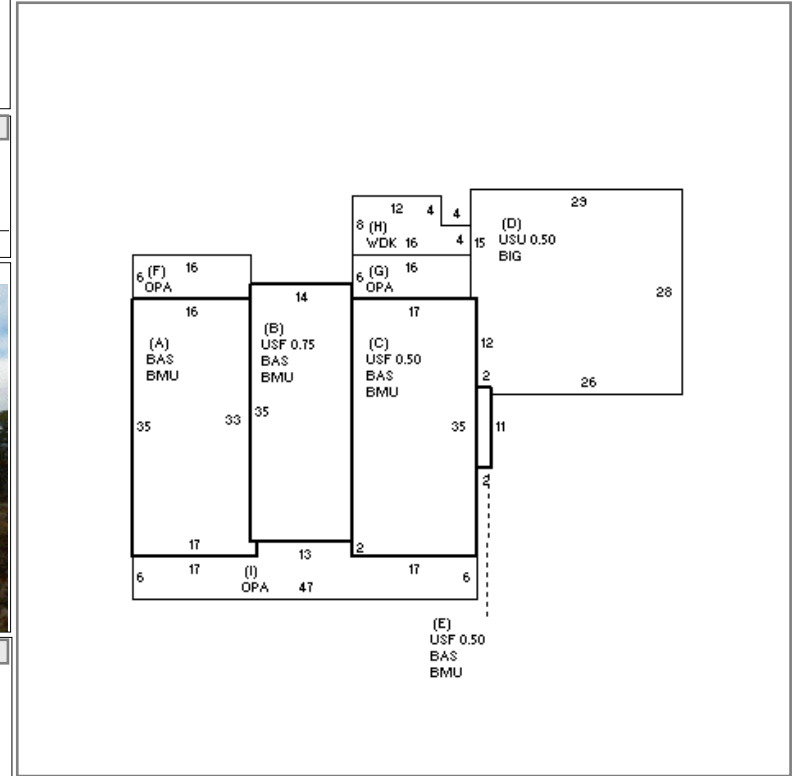 29
12 4 4
(D)
USU 0.50
BIG
8 (H)
WDK 16 4 15
28
6 (F) 16
OPA
6 (G) 16
OPA
26
16
(A)
BAS
BMU
35 33
17
14
(B)
USF 0.75
BAS
BMU
35
13
17
(C)
USF 0.50
BAS
BMU
35
2
12
2
11
2
6 17 (I) 47 17 6
OPA
(E)
USF 0.50
BAS
BMU